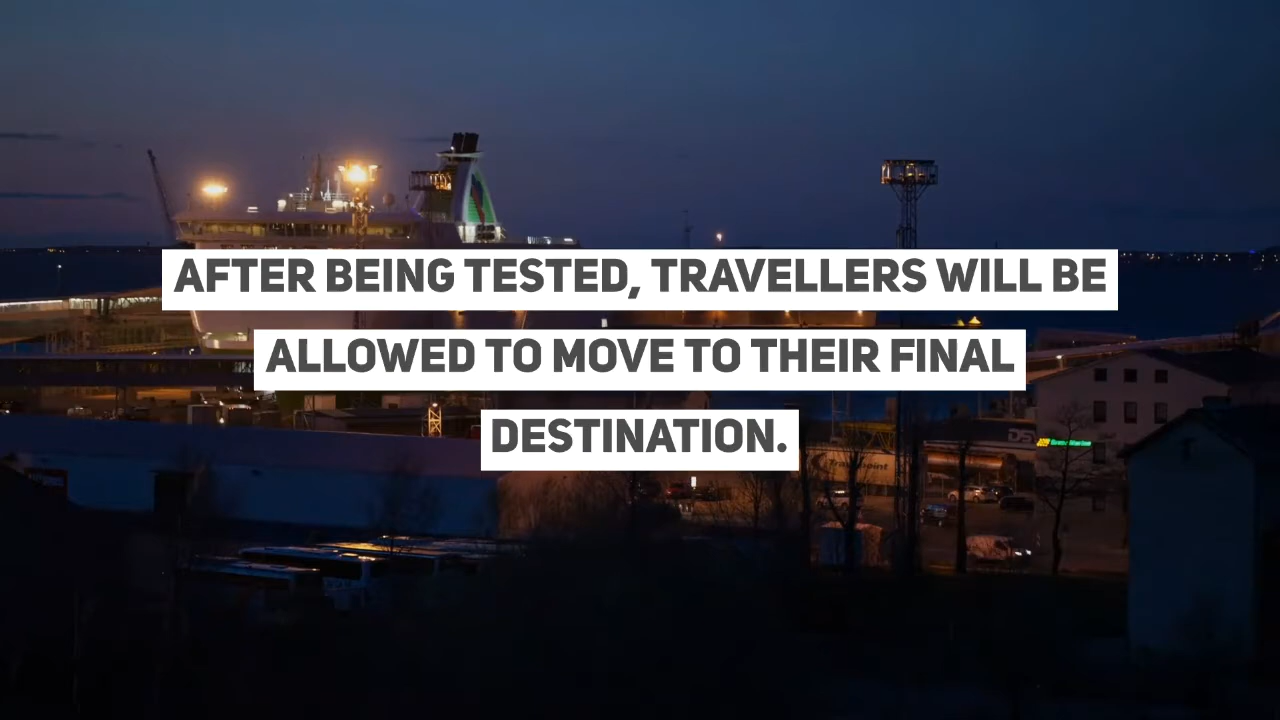 AFTER BEING TESTED, TRAVELLERS WILL BE
ALLOWED TO MOVE TO THEIR FINAL
DESTINATION.